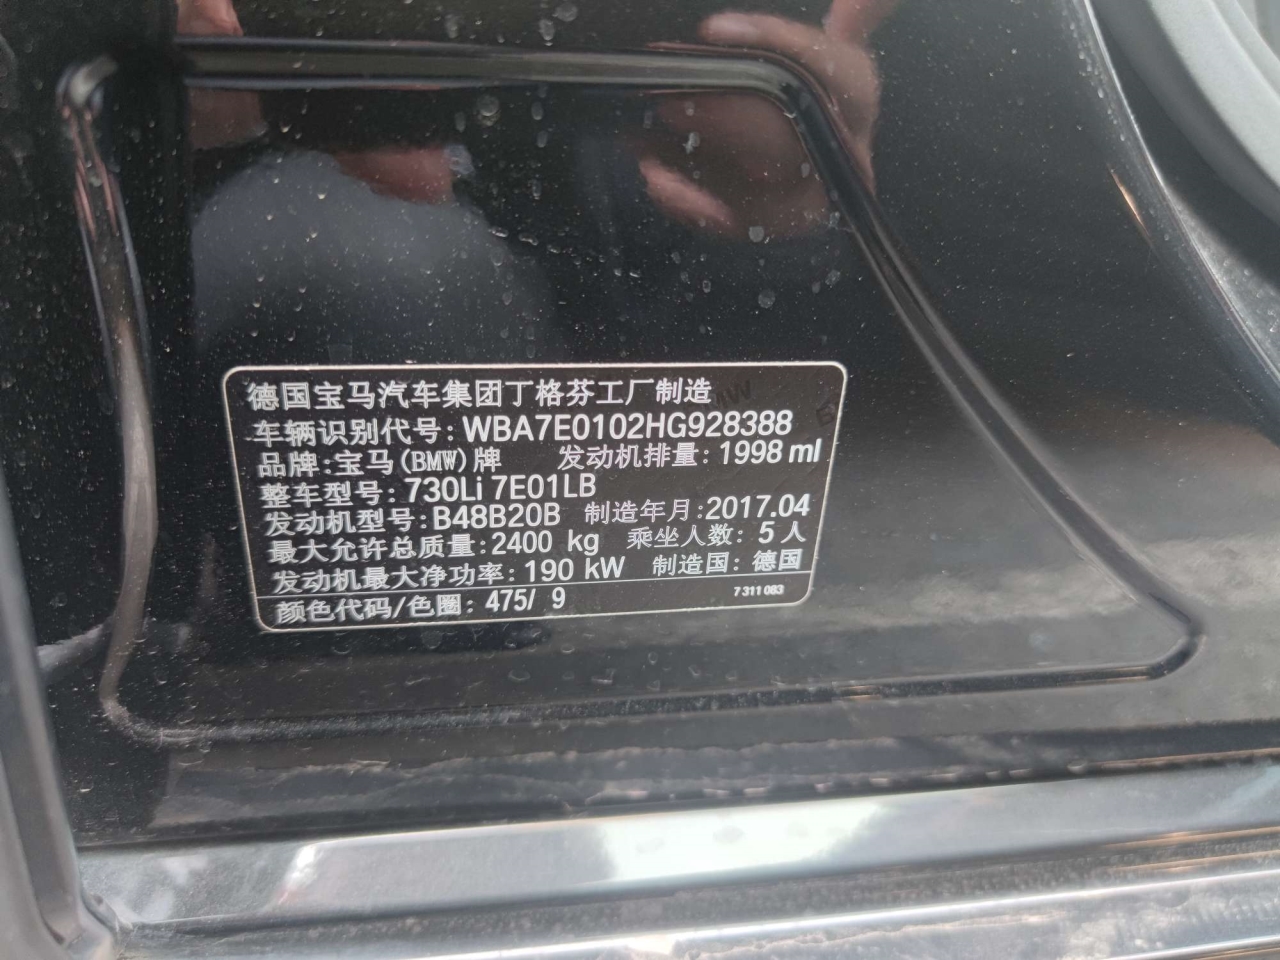 德国宝马汽车集团丁格芬工厂制造
车辆识别代号: WBA7E0102HG928388
品牌:宝马(BMW)牌 发动机排量: 1998 ml
整车型号: 730Li 7E01LB
发动机型号: B48B20B 制造年月: 2017.04
最大允许总质量: 2400 kg 乘坐人数: 5 人
发动机最大净功率: 190 kW 制造国: 德国
颜色代码/色圈: 475/ 9 7 311 083